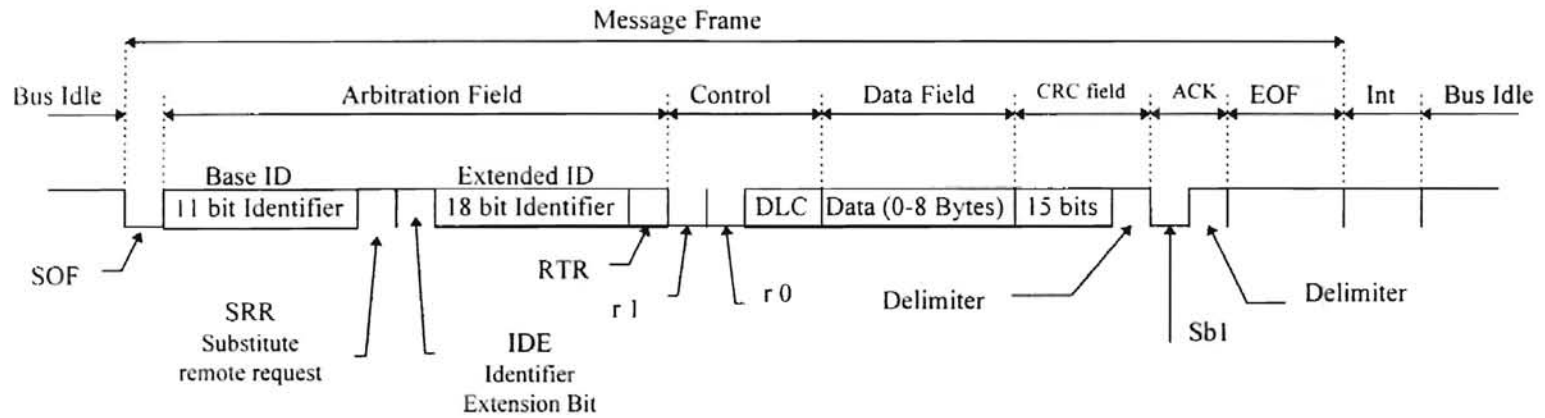 Message Frame
Bus Idle Arbitration Field Control Data Field CRC field ACK EOF Int Bus Idle
Base ID Extended ID
11 bit Identifier 18 bit Identifier DLC Data (0-8 Bytes) 15 bits
SOF RTR r 1 r 0 Delimiter Delimiter
SRR Sb1
Substitute IDE
remote request Identifier
Extension Bit